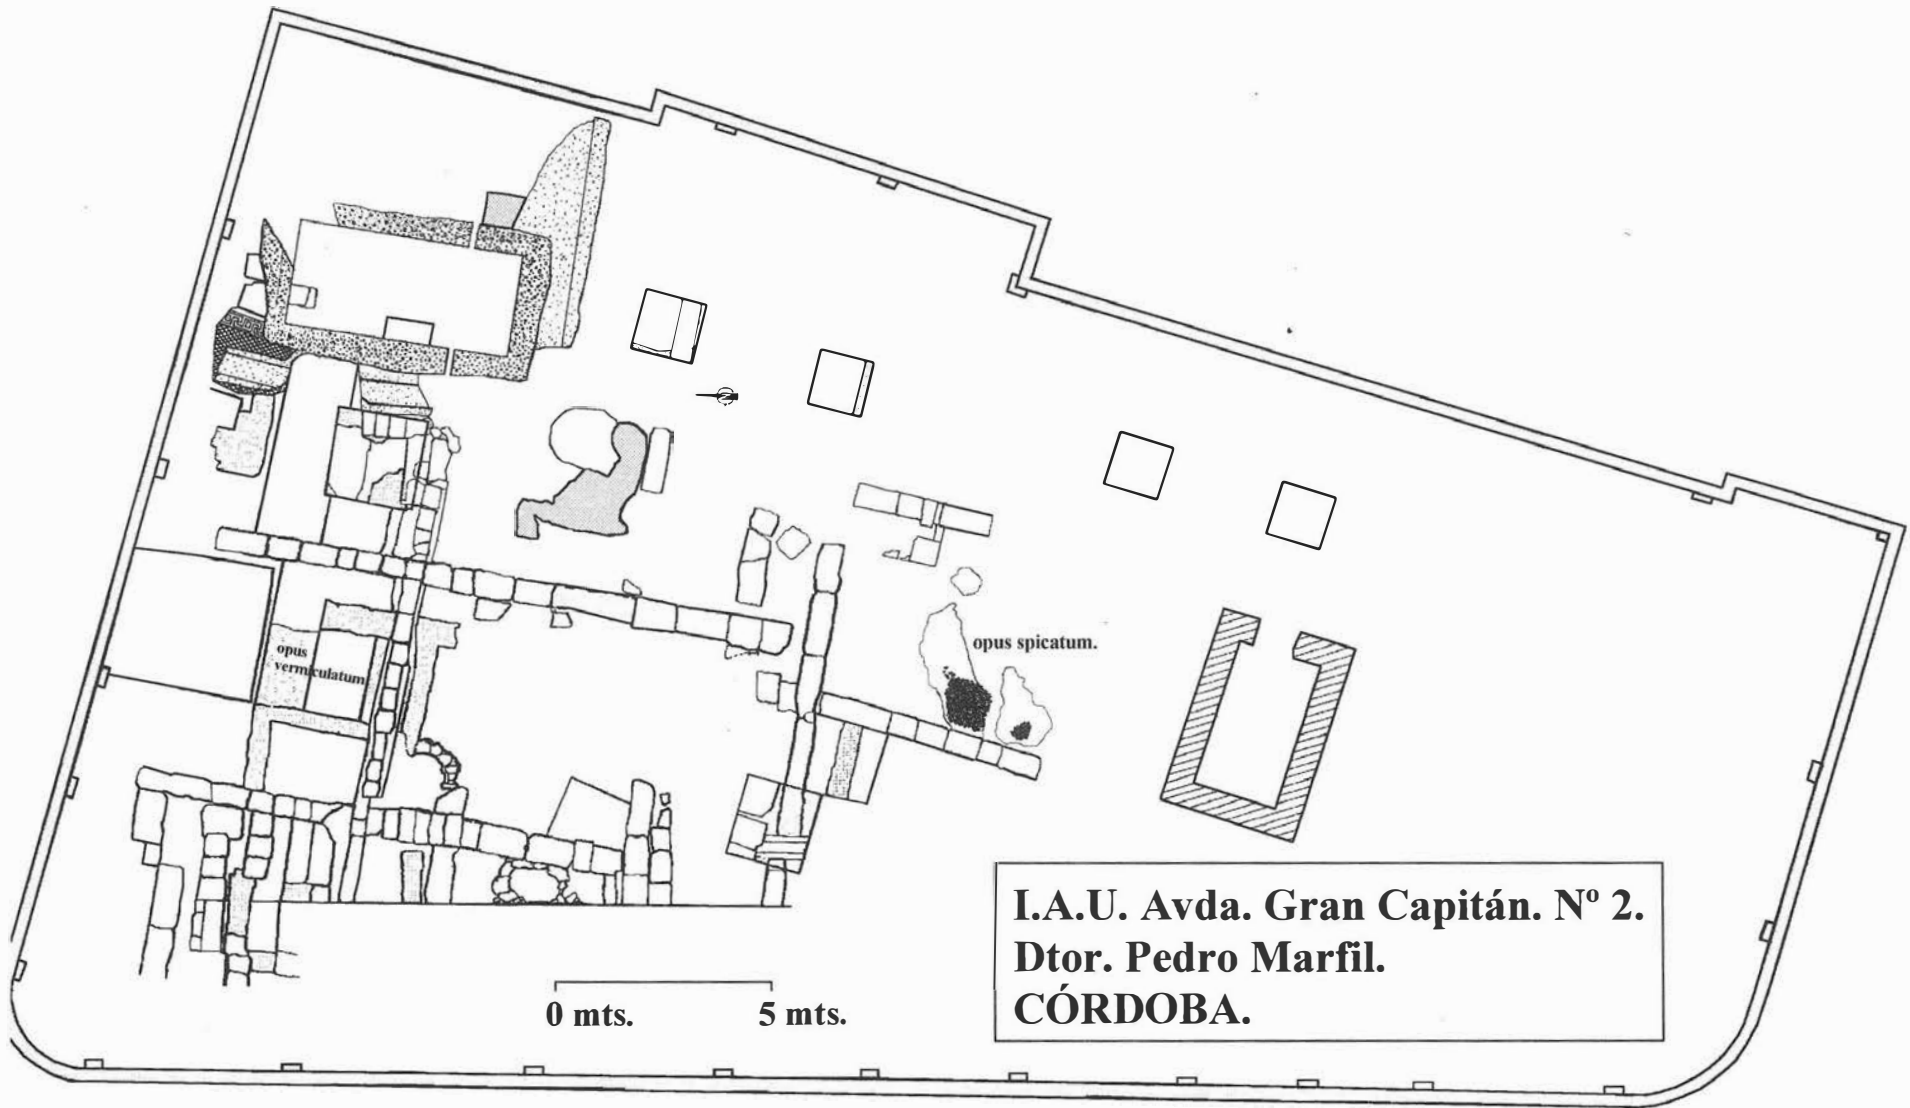 opus spicatum.
opus
vermiculatum
I.A.U. Avda. Gran Capitán. Nº 2.
Dtor. Pedro Marfil.
CÓRDOBA.
0 mts. 5 mts.